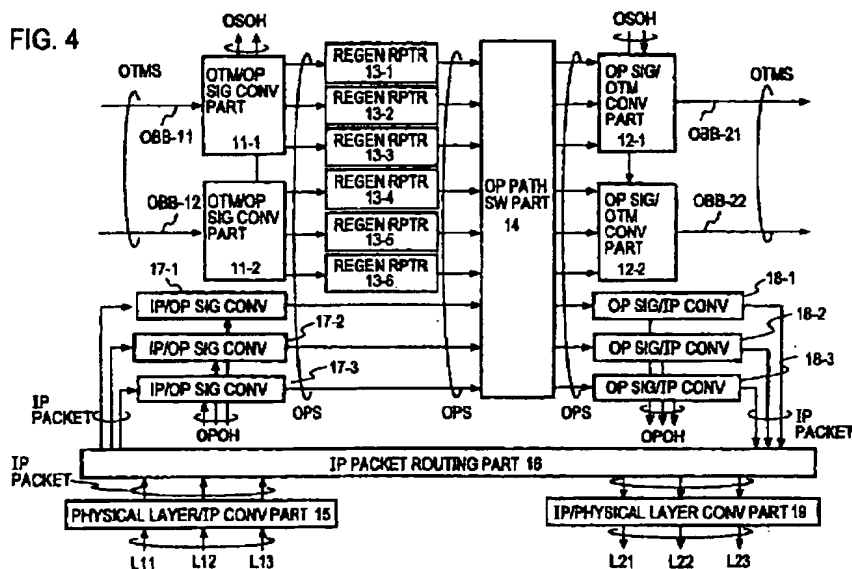 FIG. 4
OSOH
OSOH
OTMS
OTM/OP
SIG CONV
PART
11-1
OBB-11
REGEN RPTR
13-1
REGEN RPTR
13-2
REGEN RPTR
13-3
REGEN RPTR
13-4
REGEN RPTR
13-5
REGEN RPTR
13-6
OP PATH
SW PART
14
OP SIG/
OTM
CONV
PART
12-1
OTMS
OBB-21
OBB-12
OTM/OP
SIG CONV
PART
11-2
OP SIG/
OTM
CONV
PART
12-2
OBB-22
17-1
IP/OP SIG CONV
17-2
IP/OP SIG CONV
17-3
IP/OP SIG CONV
18-1
OP SIG/IP CONV
18-2
OP SIG/IP CONV
18-3
OP SIG/IP CONV
IP
PACKET
OPOH
OPS
OPS
OPS
OPOH
IP
PACKET
IP
PACKET
IP PACKET ROUTING PART 16
PHYSICAL LAYER/IP CONV PART 15
IP/PHYSICAL LAYER CONV PART 19
L11
L12
L13
L21
L22
L23